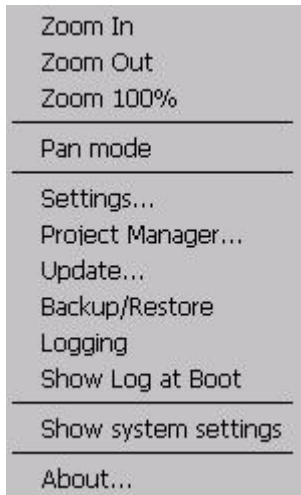 Zoom In
Zoom Out
Zoom 100%
Pan mode
Settings...
Project Manager...
Update...
Backup/Restore
Logging
Show Log at Boot
Show system settings
About...